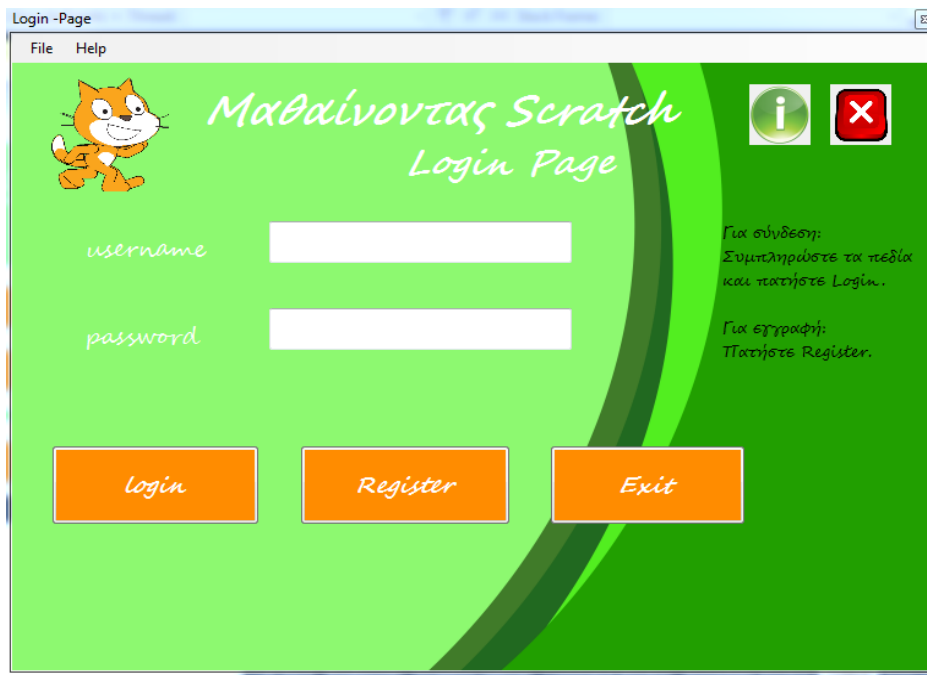 Login -Page
File Help
Μαθαίνοντας Scratch
Login Page
username
password
Για σύνδεση:
Συμπληρώστε τα πεδία
και πατήστε Login.
Για εγγραφή:
Πατήστε Register.
login Register Exit